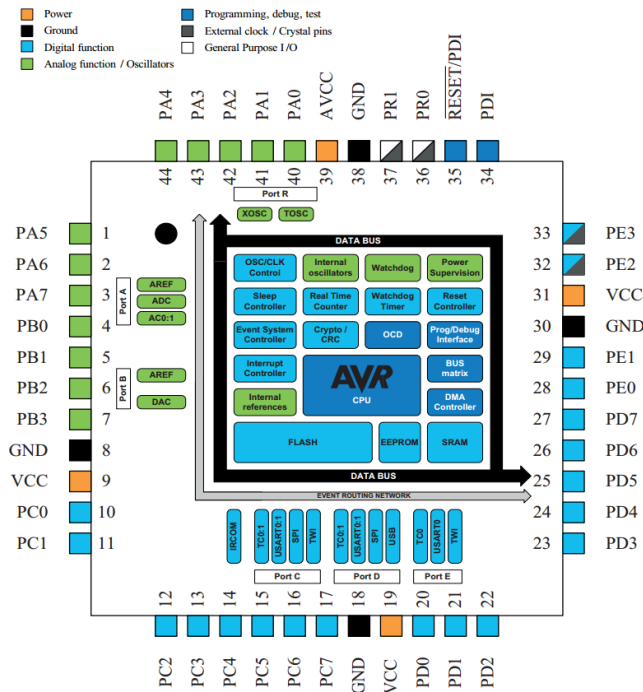 Power
Ground
Digital function
Analog function / Oscillators
Programming, debug, test
External clock / Crystal pins
General Purpose I/O
PA4
PA3
PA2
PA1
PA0
AVCC
GND
PR1
PR0
RESET/PDI
PDI
44
43
42
41
40
39
38
37
36
35
34
Port R
XOSC
TOSC
DATA BUS
PA5 1
PA6 2
PA7 3
PB0 4
PB1 5
PB2 6
PB3 7
GND 8
VCC 9
PC0 10
PC1 11
Port A
AREF
ADC
AC0:1
Port B
AREF
DAC
OSC/CLK
Control
Internal
oscillators
Watchdog
Power
Supervision
Sleep
Controller
Real Time
Counter
Watchdog
Timer
Reset
Controller
Event System
Controller
Crypto /
CRC
OCD
Prog/Debug
Interface
Interrupt
Controller
AVR
CPU
BUS
matrix
Internal
references
DMA
Controller
FLASH
EEPROM
SRAM
DATA BUS
EVENT ROUTING NETWORK
33 PE3
32 PE2
31 VCC
30 GND
29 PE1
28 PE0
27 PD7
26 PD6
25 PD5
24 PD4
23 PD3
IRCOM
TC0:1
USART0:1
SPI
TWI
TC0:1
USART0:1
SPI
USB
TC0
USART0
TWI
Port C
Port D
Port E
12
13
14
15
16
17
18
19
20
21
22
PC2
PC3
PC4
PC5
PC6
PC7
GND
VCC
PD0
PD1
PD2